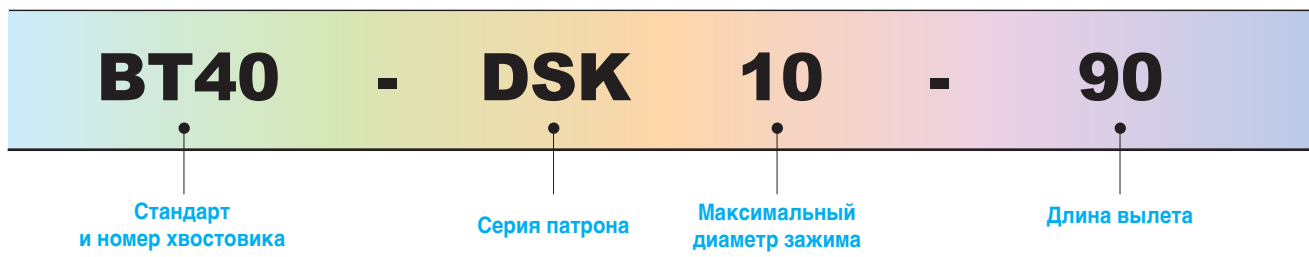 BT40 - DSK 10 - 90
Стандарт
и номер хвостовика
Серия патрона
Максимальный
диаметр зажима
Длина вылета